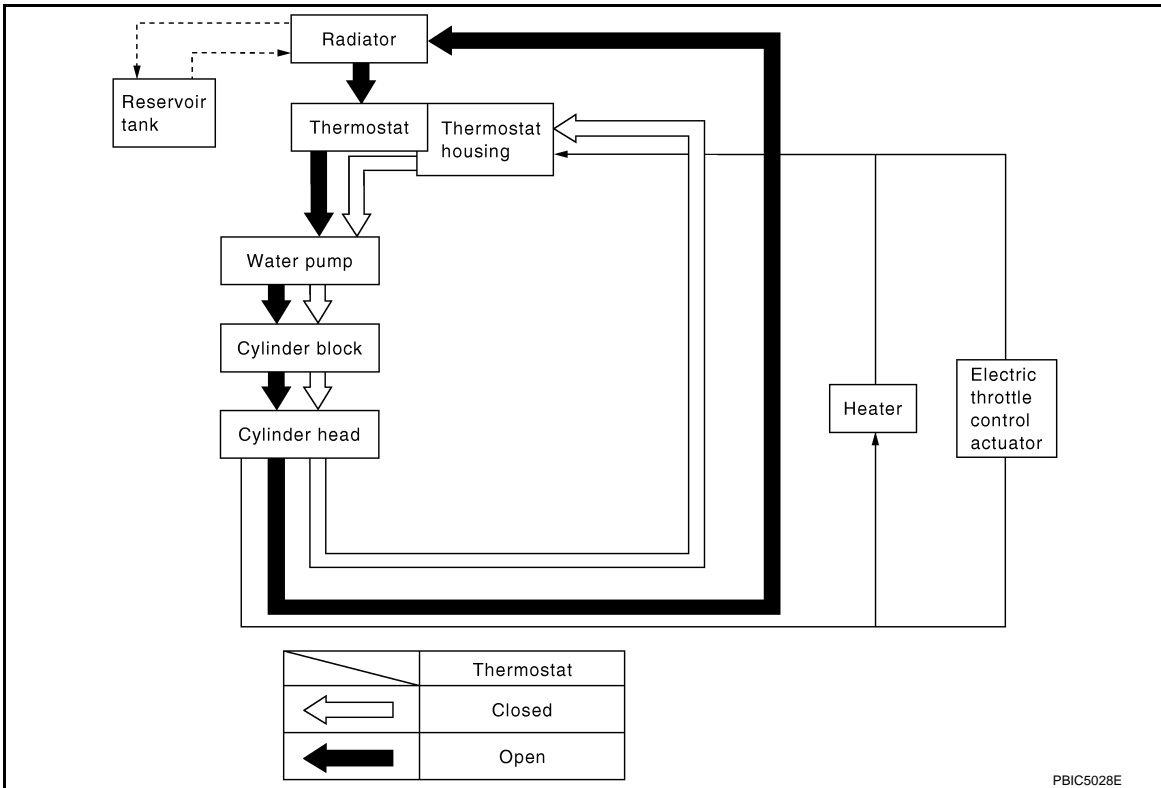 Radiator
Reservoir
tank
Thermostat
Thermostat
housing
Water pump
Cylinder block
Cylinder head
Heater
Electric
throttle
control
actuator
Thermostat
Closed
Open
PBIC5028E